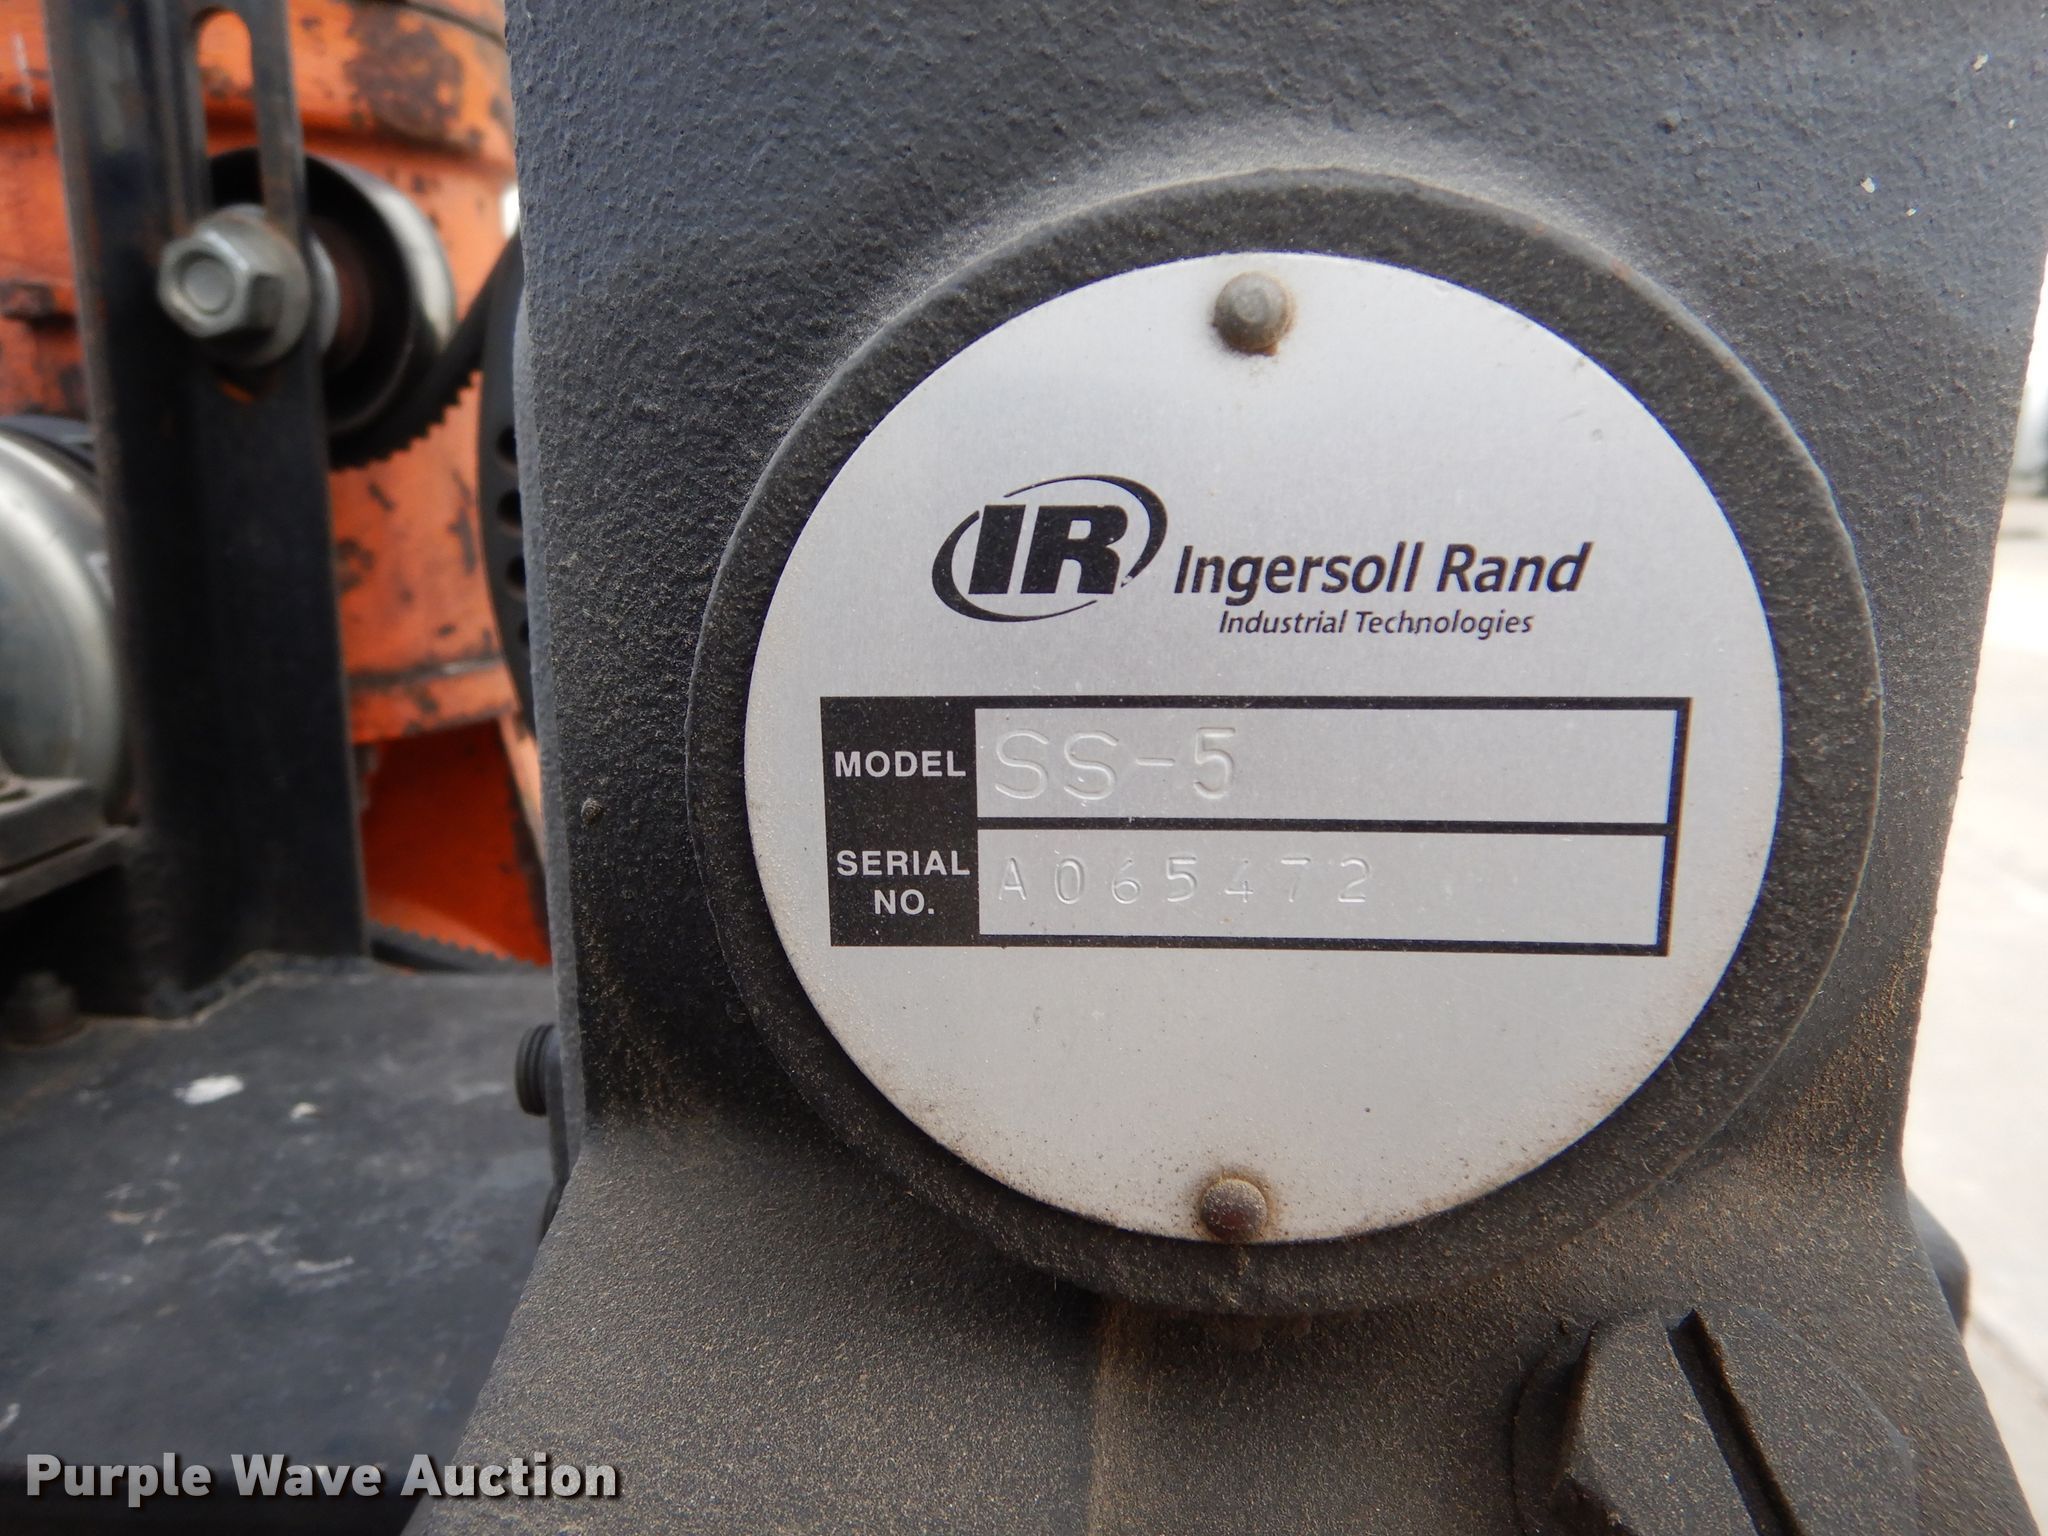 IR Ingersoll Rand
Industrial Technologies
MODEL SS-5
SERIAL NO. A065472
Purple Wave Auction